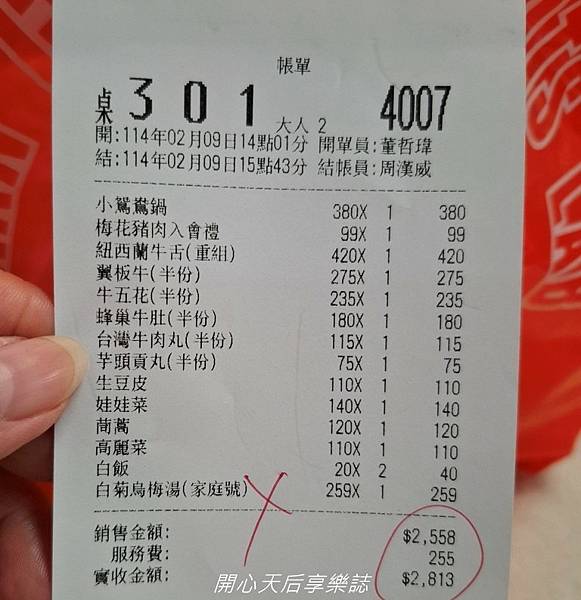 帳單
桌 301 大人 2 4007
開:114年02月09日14點01分 開單員:董哲瑋
結:114年02月09日15點43分 結帳員:周漢威
小鴛鴦鍋 380X 1 380
梅花豬肉入會禮 99X 1 99
紐西蘭牛舌(重組) 420X 1 420
翼板牛(半份) 275X 1 275
牛五花(半份) 235X 1 235
蜂巢牛肚(半份) 180X 1 180
台灣牛肉丸(半份) 115X 1 115
芋頭貢丸(半份) 75X 1 75
生豆皮 110X 1 110
娃娃菜 140X 1 140
茼蒿 120X 1 120
高麗菜 110X 1 110
白飯 20X 2 40
白菊烏梅湯(家庭號) 259X 1 259
銷售金額: $2,558
服務費: 255
實收金額: $2,813
開心天后享樂誌